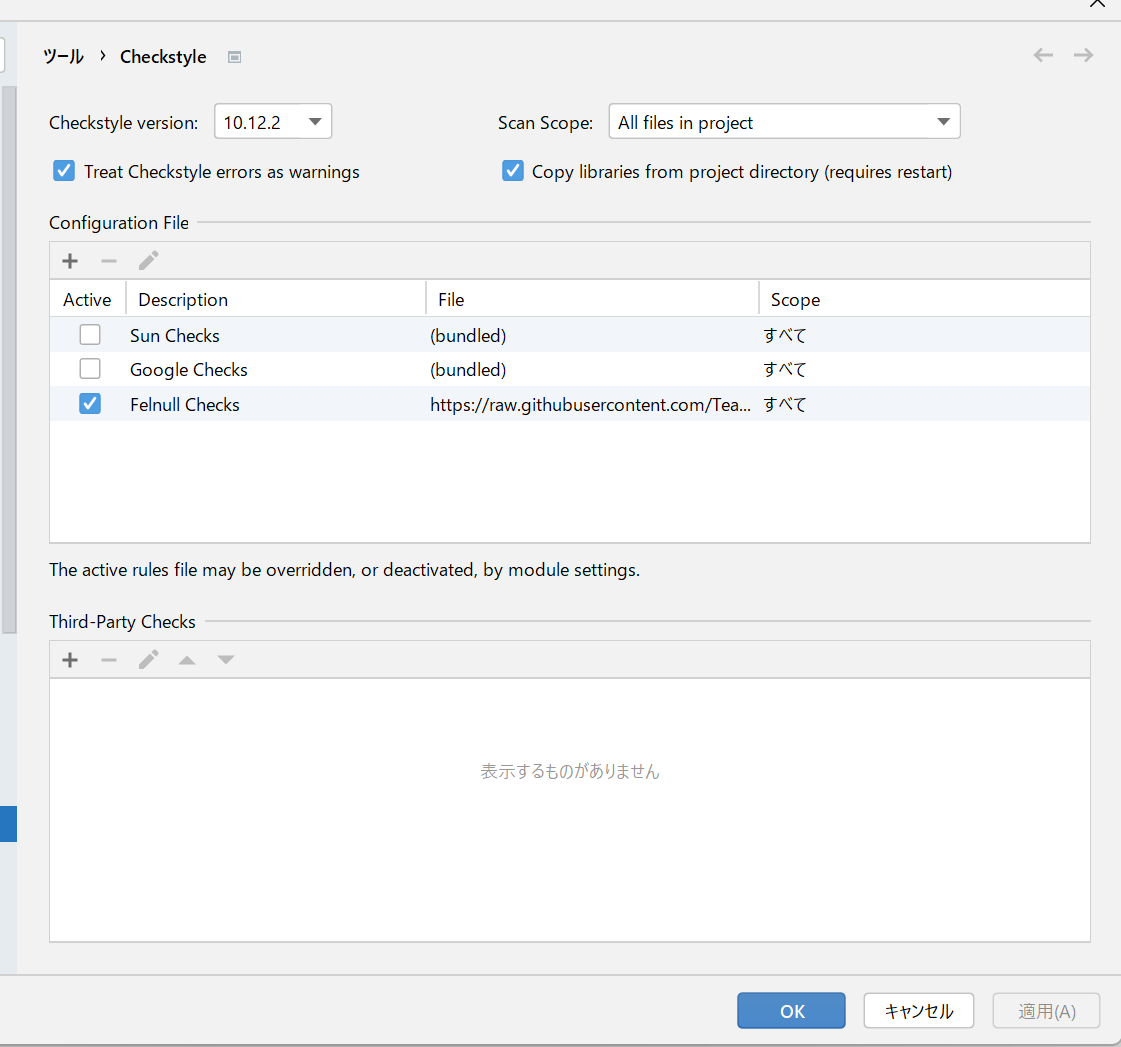 ツール › Checkstyle
Checkstyle version: 10.12.2 Scan Scope: All files in project
Treat Checkstyle errors as warnings Copy libraries from project directory (requires restart)
Configuration File
Active Description File Scope
Sun Checks (bundled) すべて
Google Checks (bundled) すべて
Felnull Checks https://raw.githubusercontent.com/Tea... すべて
The active rules file may be overridden, or deactivated, by module settings.
Third-Party Checks
表示するものがありません
OK キャンセル 適用(A)